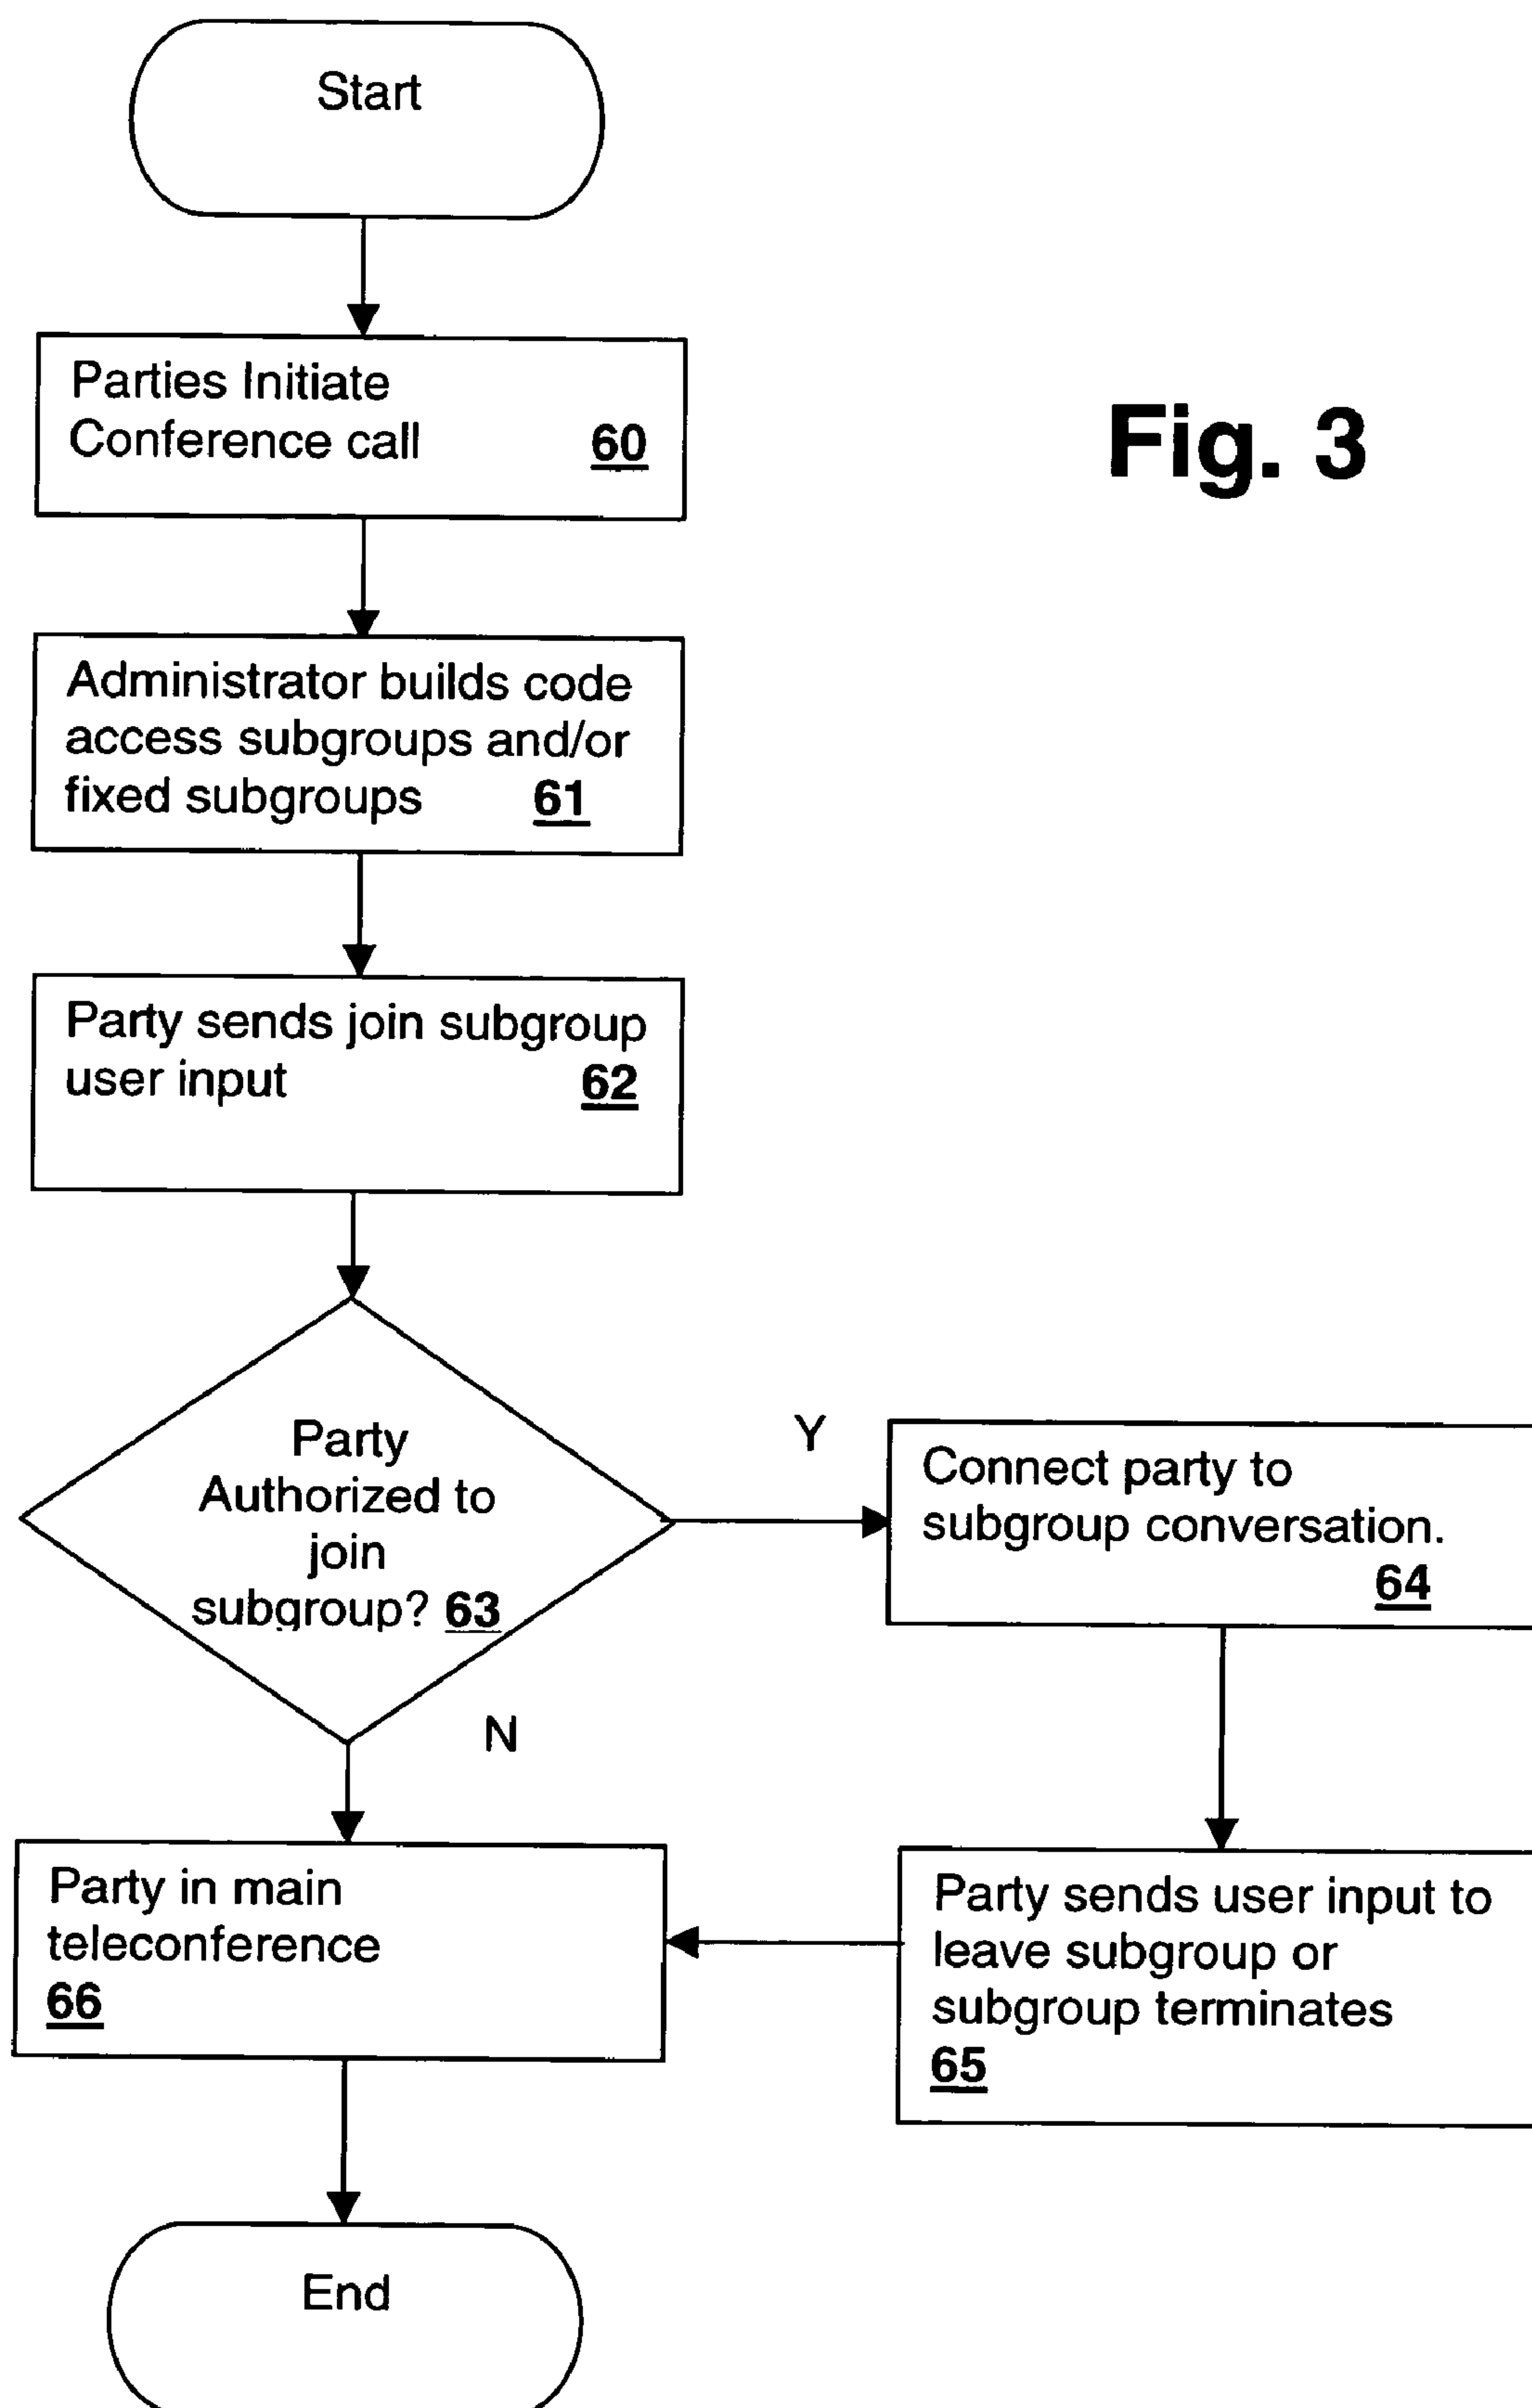 Start
Parties Initiate
Conference call 60
Fig. 3
Administrator builds code
access subgroups and/or
fixed subgroups 61
Party sends join subgroup
user input 62
Party
Authorized to
join
subgroup? 63
Y
Connect party to
subgroup conversation.
64
N
Party in main
teleconference
66
Party sends user input to
leave subgroup or
subgroup terminates
65
End